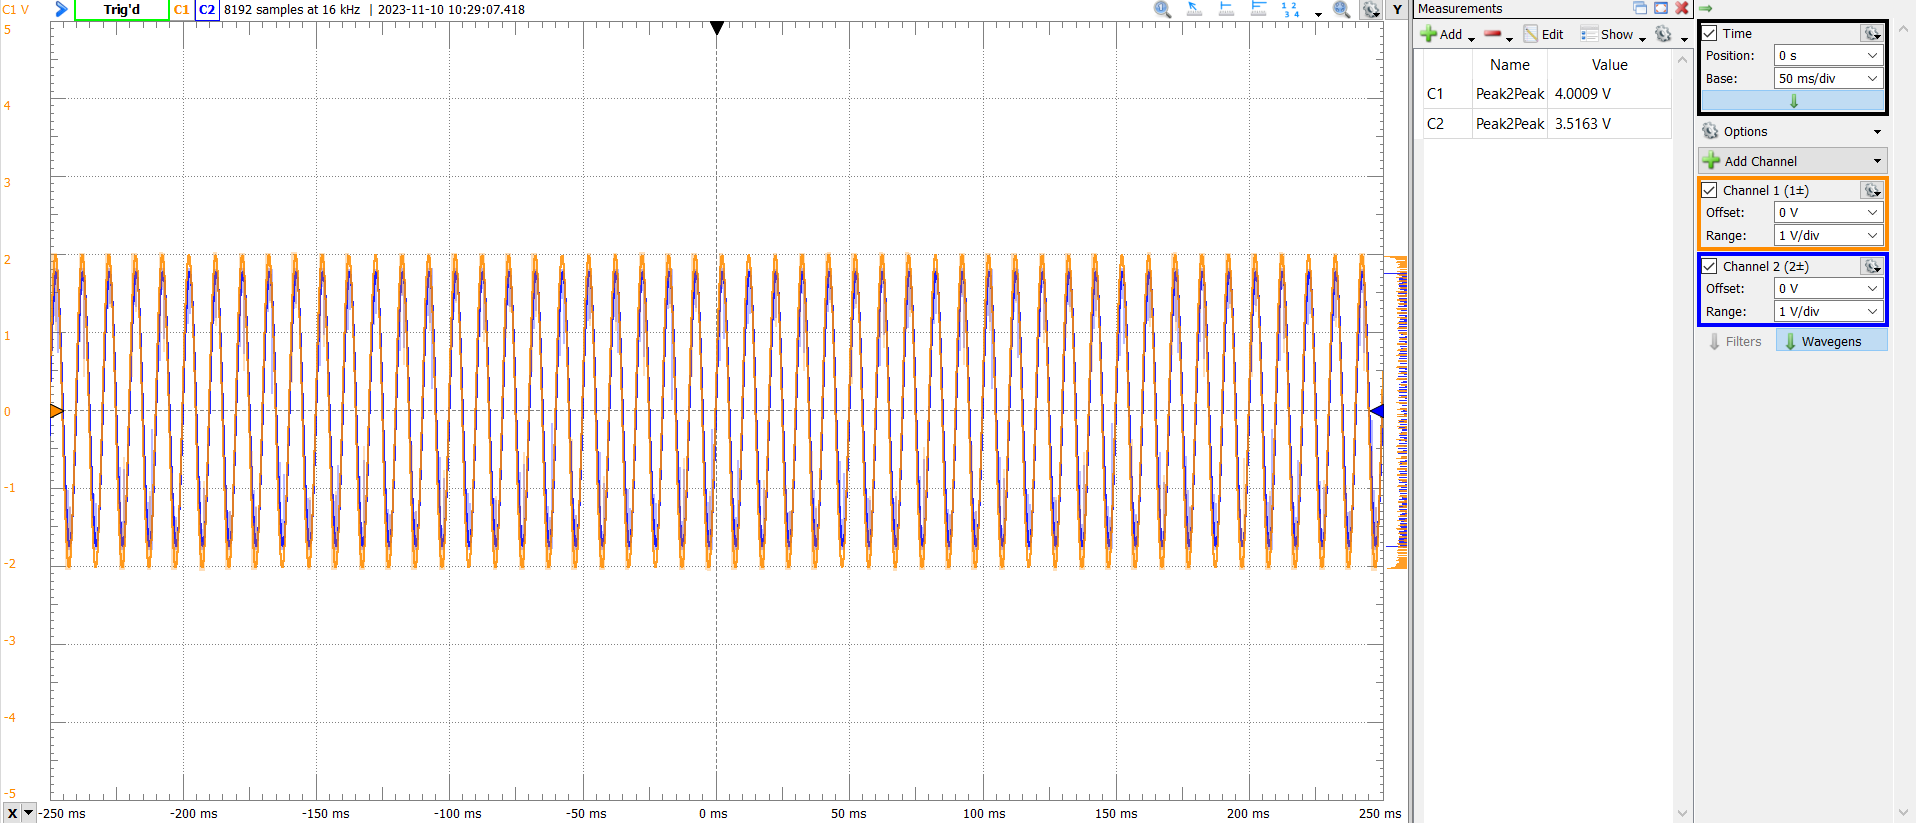 C1 V Trig'd C1 C2 8192 samples at 16 kHz | 2023-11-10 10:29:07.418 1 2 3 4 Y
5
4
3
2
1
0
-1
-2
-3
-4
-5
X -250 ms -200 ms -150 ms -100 ms -50 ms 0 ms 50 ms 100 ms 150 ms 200 ms 250 ms
Measurements
Add Edit Show
Name Value
C1 Peak2Peak 4.0009 V
C2 Peak2Peak 3.5163 V
Time
Position: 0 s
Base: 50 ms/div
Options
Add Channel
Channel 1 (1±)
Offset: 0 V
Range: 1 V/div
Channel 2 (2±)
Offset: 0 V
Range: 1 V/div
Filters Wavegens